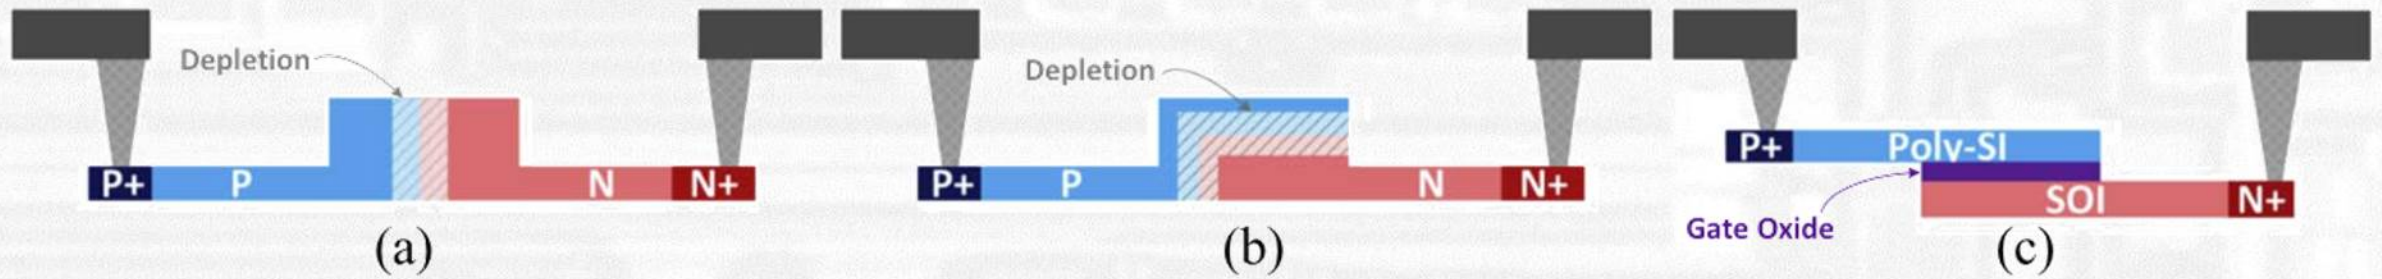 Depletion
P+ P N N+
(a)
Depletion
P+ P N N+
(b)
P+ Poly-SI
SOI N+
Gate Oxide
(c)